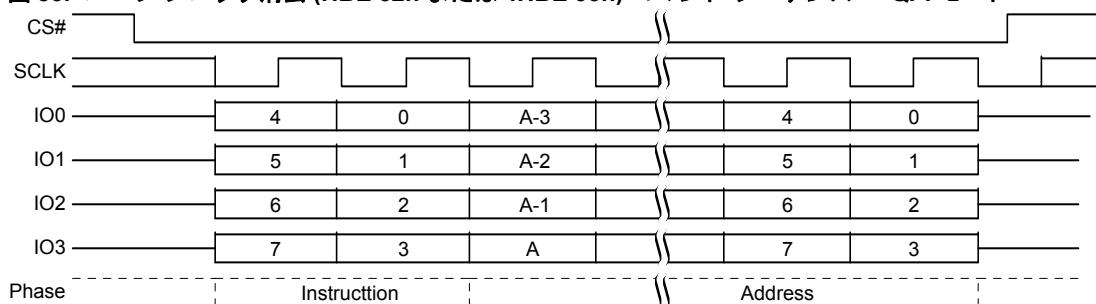 CS#
SCLK
IO0 4 0 A-3 4 0
IO1 5 1 A-2 5 1
IO2 6 2 A-1 6 2
IO3 7 3 A 7 3
Phase Instructtion Address